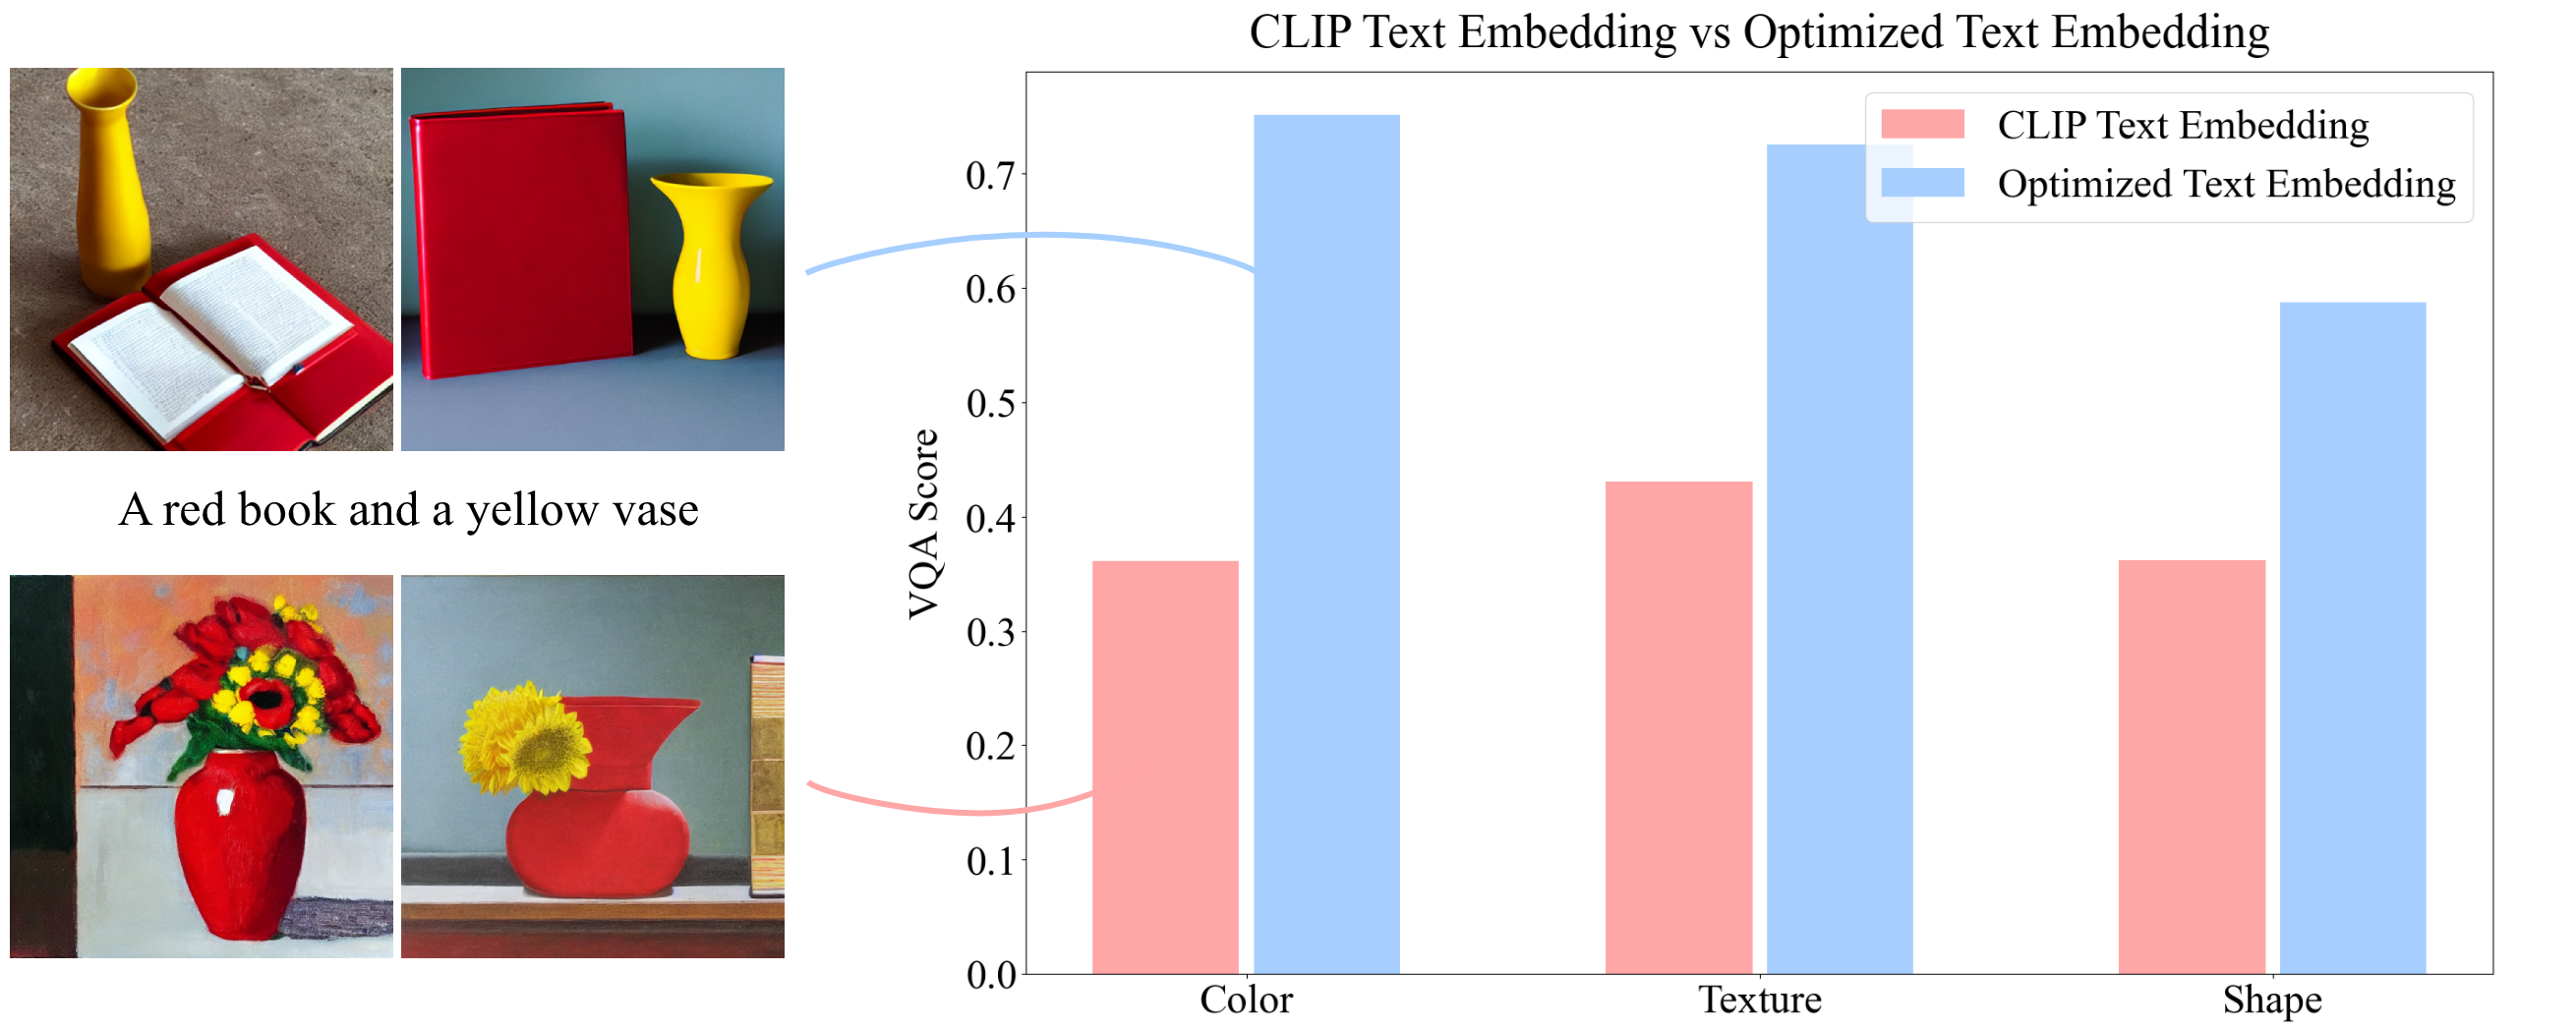 CLIP Text Embedding vs Optimized Text Embedding
CLIP Text Embedding
Optimized Text Embedding
A red book and a yellow vase
VQA Score
0.7
0.6
0.5
0.4
0.3
0.2
0.1
0.0
Color
Texture
Shape